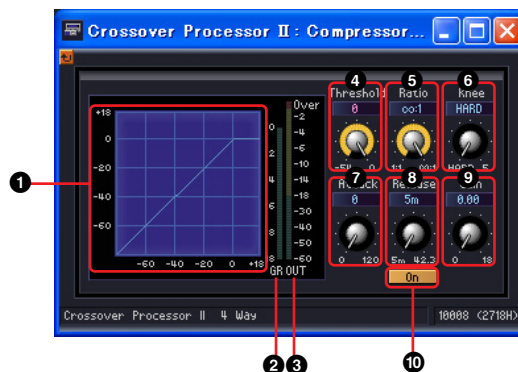 Crossover Processor II : Compressor...
4 5 6
Threshold Ratio Knee
0 ∞:1 HARD
-54 0 1:1 ∞:1 HARD 5
7 8 9
Attack Release Gain
0 5m 0.00
0 120 5m 42.3 0 18
On
10
1
+18
0
-20
-40
-60
-60 -40 -20 0 +18
Over
0 -2
-4
2 -6
-10
4 -14
-18
6 -30
-40
-50
8 -60
GR OUT
2 3
Crossover Processor II 4 Way 10008 (2718H)